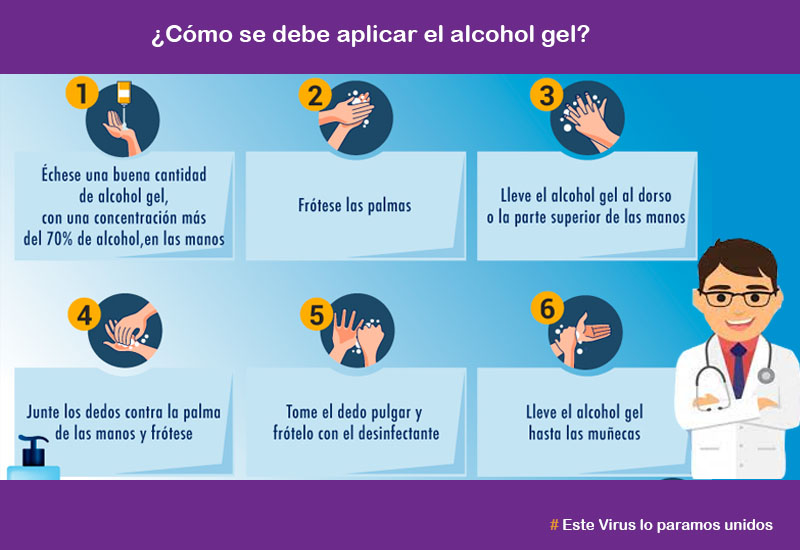 ¿Cómo se debe aplicar el alcohol gel?
1
Échese una buena cantidad
de alcohol gel,
con una concentración más
del 70% de alcohol,en las manos
2
Frótese las palmas
3
Lleve el alcohol gel al dorso
o la parte superior de las manos
4
Junte los dedos contra la palma
de las manos y frótese
5
Tome el dedo pulgar y
frótelo con el desinfectante
6
Lleve el alcohol gel
hasta las muñecas
# Este Virus lo paramos unidos